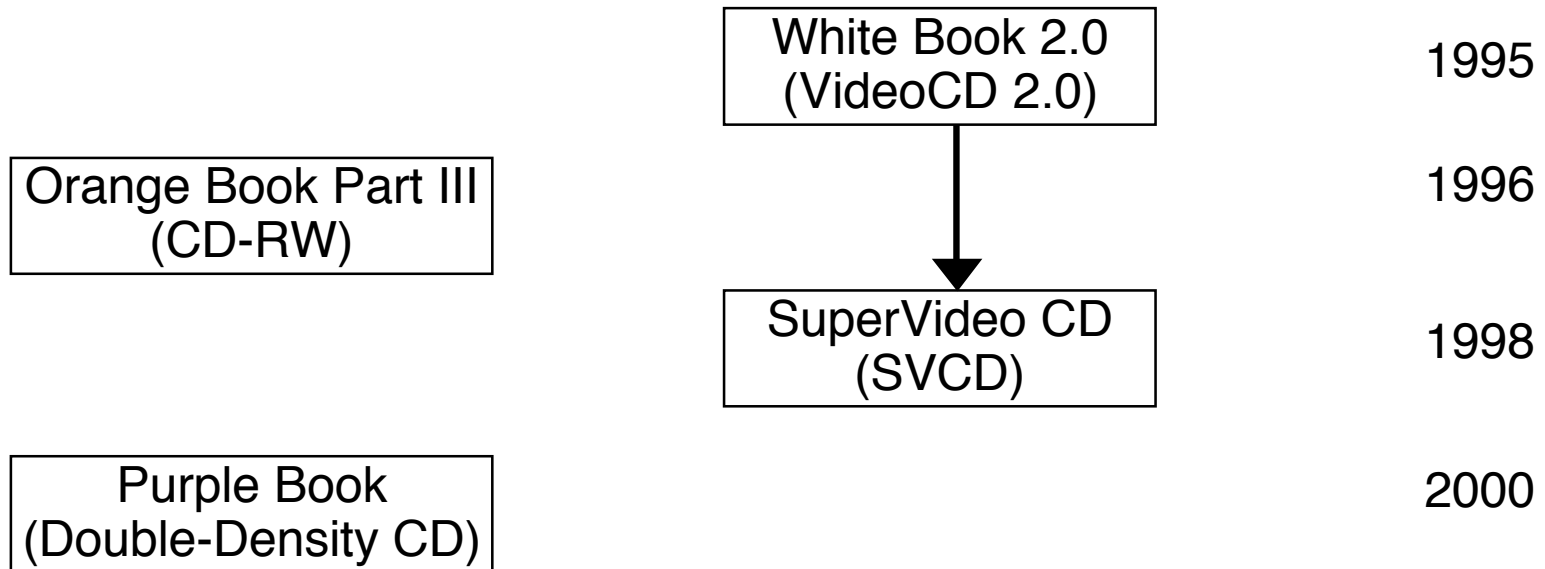 White Book 2.0
(VideoCD 2.0)
1995
Orange Book Part III
(CD-RW)
1996
SuperVideo CD
(SVCD)
1998
Purple Book
(Double-Density CD)
2000